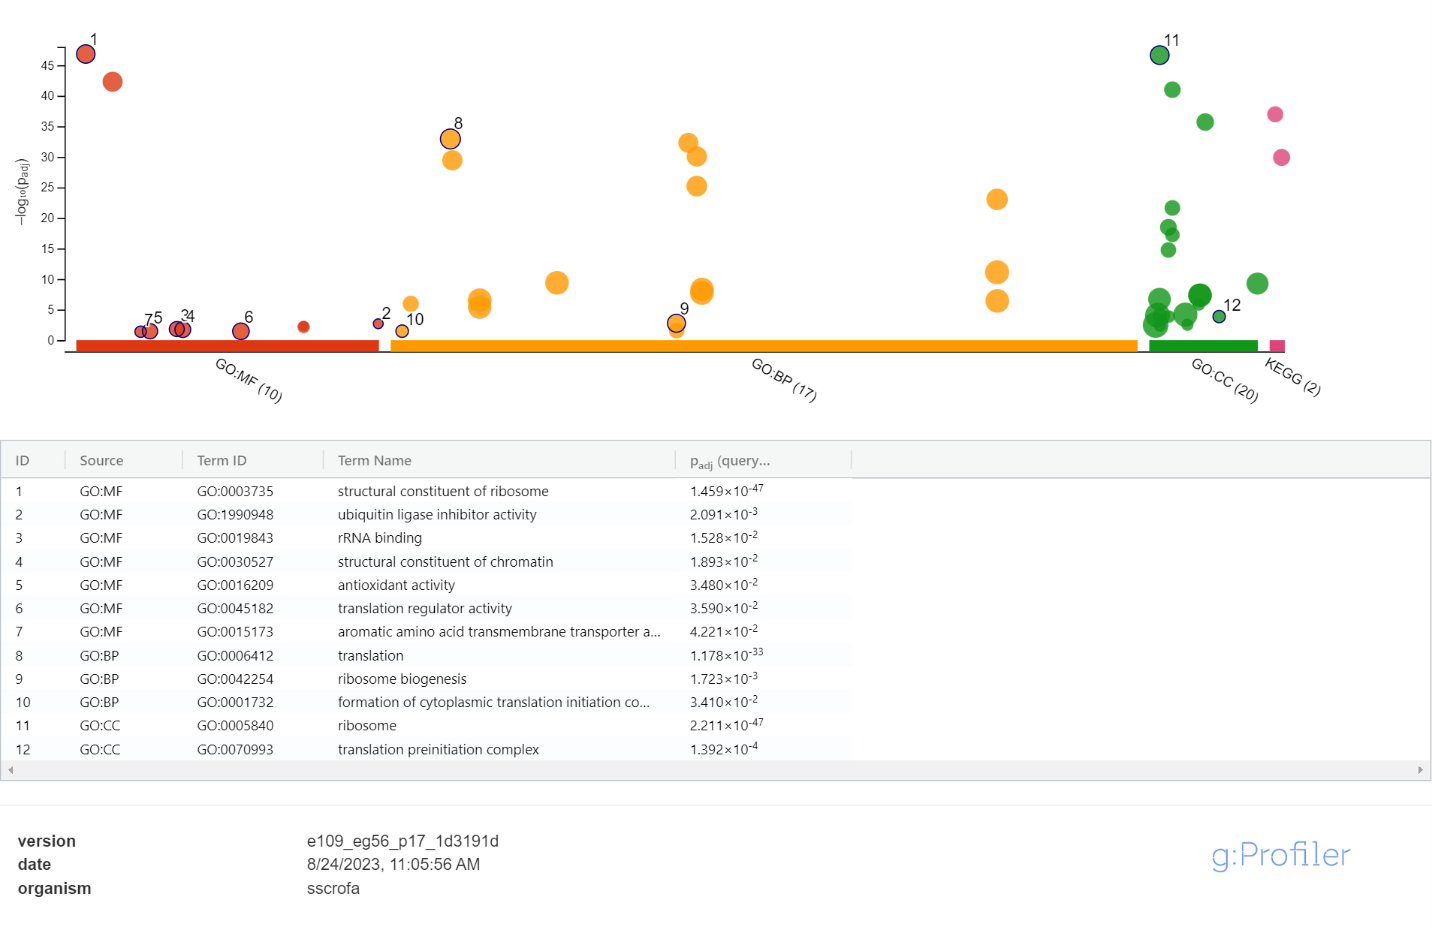 1
11
45
40
35
30
25
20
15
10
5
0
−log₁₀(p_adj)
8
7 5 3 4 6 2 10 9 12
GO:MF (10)
GO:BP (17)
GO:CC (20)
KEGG (2)
ID Source Term ID Term Name p_adj (query...
1 GO:MF GO:0003735 structural constituent of ribosome 1.459×10^-47
2 GO:MF GO:1990948 ubiquitin ligase inhibitor activity 2.091×10^-3
3 GO:MF GO:0019843 rRNA binding 1.528×10^-2
4 GO:MF GO:0030527 structural constituent of chromatin 1.893×10^-2
5 GO:MF GO:0016209 antioxidant activity 3.480×10^-2
6 GO:MF GO:0045182 translation regulator activity 3.590×10^-2
7 GO:MF GO:0015173 aromatic amino acid transmembrane transporter a... 4.221×10^-2
8 GO:BP GO:0006412 translation 1.178×10^-33
9 GO:BP GO:0042254 ribosome biogenesis 1.723×10^-3
10 GO:BP GO:0001732 formation of cytoplasmic translation initiation co... 3.410×10^-2
11 GO:CC GO:0005840 ribosome 2.211×10^-47
12 GO:CC GO:0070993 translation preinitiation complex 1.392×10^-4
version e109_eg56_p17_1d3191d
date 8/24/2023, 11:05:56 AM
organism sscrofa
g:Profiler